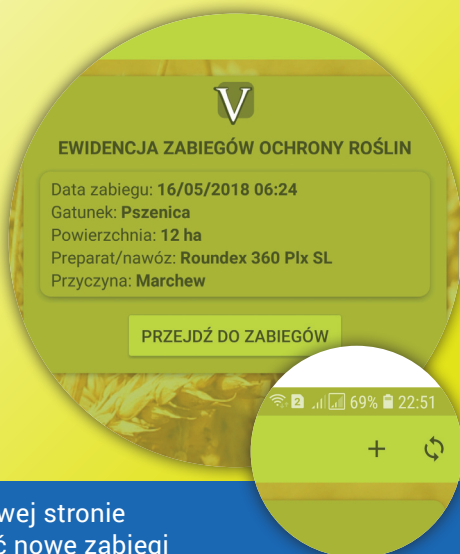 V
EWIDENCJA ZABIEGÓW OCHRONY ROŚLIN
Data zabiegu: 16/05/2018 06:24
Gatunek: Pszenica
Powierzchnia: 12 ha
Preparat/nawóz: Roundex 360 Plx SL
Przyczyna: Marchew
PRZEJDŹ DO ZABIEGÓW
2 69% 22:51
+
wej stronie
ć nowe zabiegi